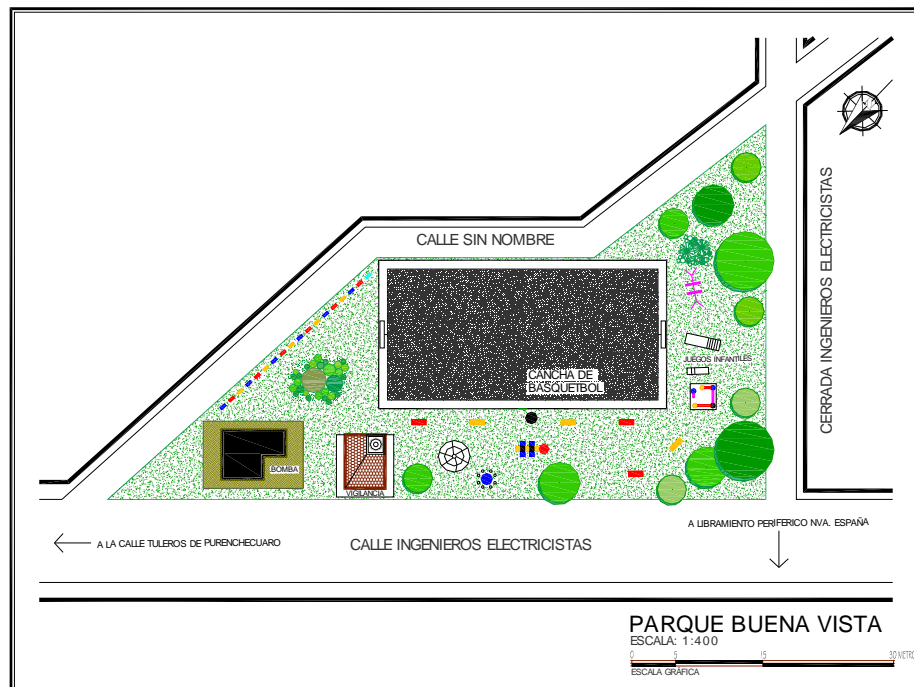 CALLE SIN NOMBRE
CERRADA INGENIEROS ELECTRICISTAS
JUEGOS INFANTILES
CANCHA DE
BASQUETBOL
BOMBA
VIGILANCIA
A LIBRAMIENTO PERIFERICO NVA. ESPAÑA
A LA CALLE TULEROS DE PURENCHECUARO
CALLE INGENIEROS ELECTRICISTAS
PARQUE BUENA VISTA
ESCALA: 1:400
0 5 15 30 METRO
ESCALA GRÁFICA